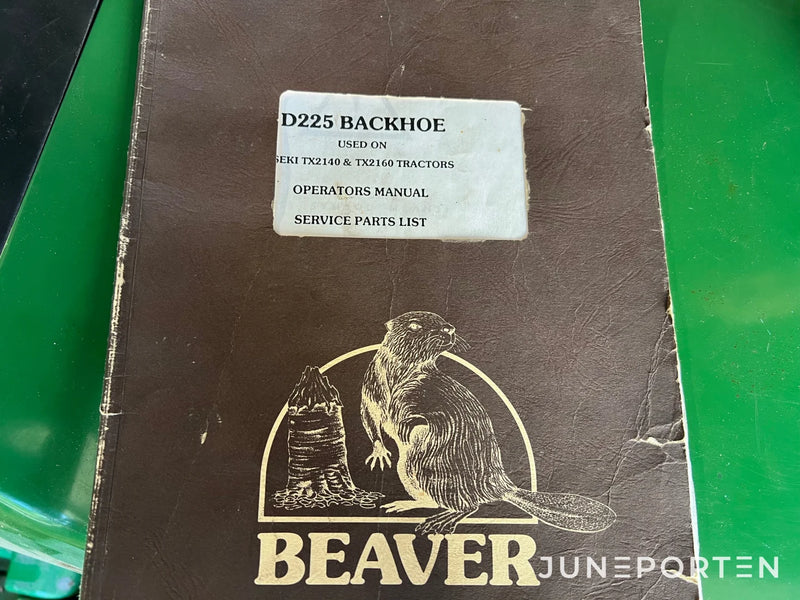 D225 BACKHOE
USED ON
SEKI TX2140 & TX2160 TRACTORS
OPERATORS MANUAL
SERVICE PARTS LIST
BEAVER
JUNEPORTEN